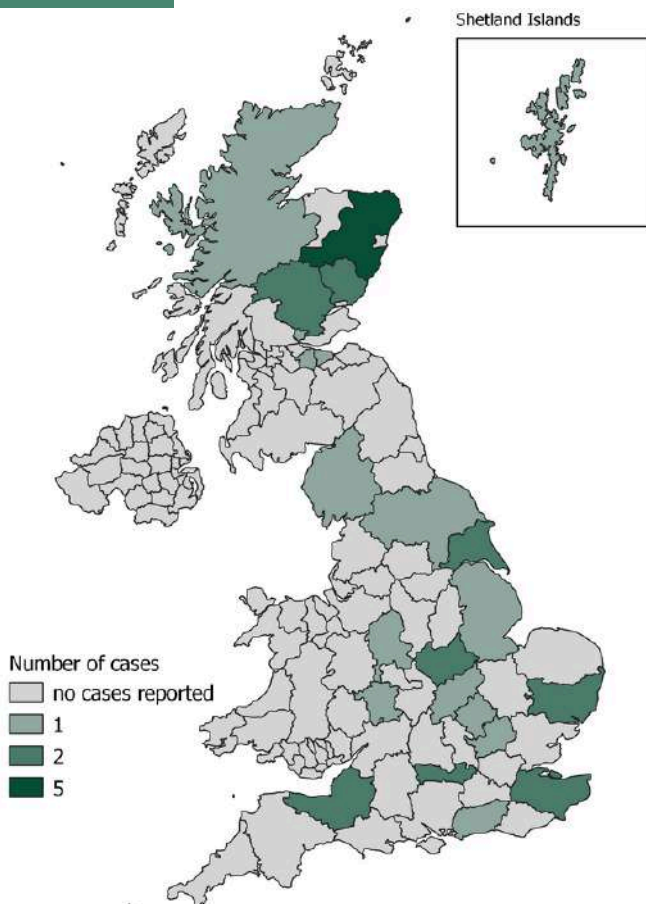 Shetland Islands
Number of cases
no cases reported
1
2
5